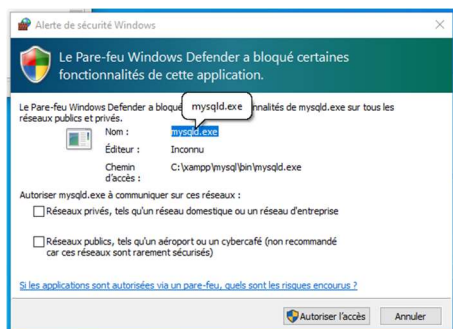 Alerte de sécurité Windows
Le Pare-feu Windows Defender a bloqué certaines
fonctionnalités de cette application.
Le Pare-feu Windows Defender a bloqué nnalités de mysqld.exe sur tous les
mysqld.exe
réseaux publics et privés.
Nom : mysqld.exe
Éditeur : Inconnu
Chemin C:\xampp\mysql\bin\mysqld.exe
d'accès :
Autoriser mysqld.exe à communiquer sur ces réseaux :
Réseaux privés, tels qu'un réseau domestique ou un réseau d'entreprise
Réseaux publics, tels qu'un aéroport ou un cybercafé (non recommandé
car ces réseaux sont rarement sécurisés)
Si les applications sont autorisées via un pare-feu, quels sont les risques encourus ?
Autoriser l'accès Annuler